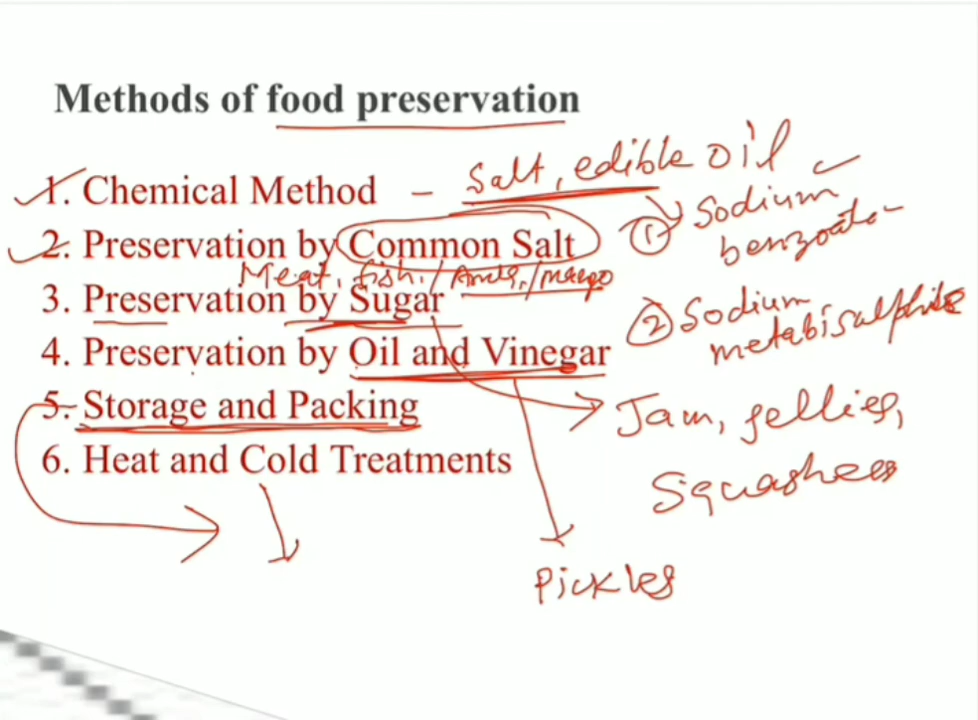 Methods of food preservation
1. Chemical Method - Salt, edible oil
① Sodium benzoate
2. Preservation by Common Salt
Meat, fish, / Amla, / mango
3. Preservation by Sugar
② Sodium metabisulphite
4. Preservation by Oil and Vinegar
5. Storage and Packing
Jam, jellies,
Squashes
6. Heat and Cold Treatments
Pickles